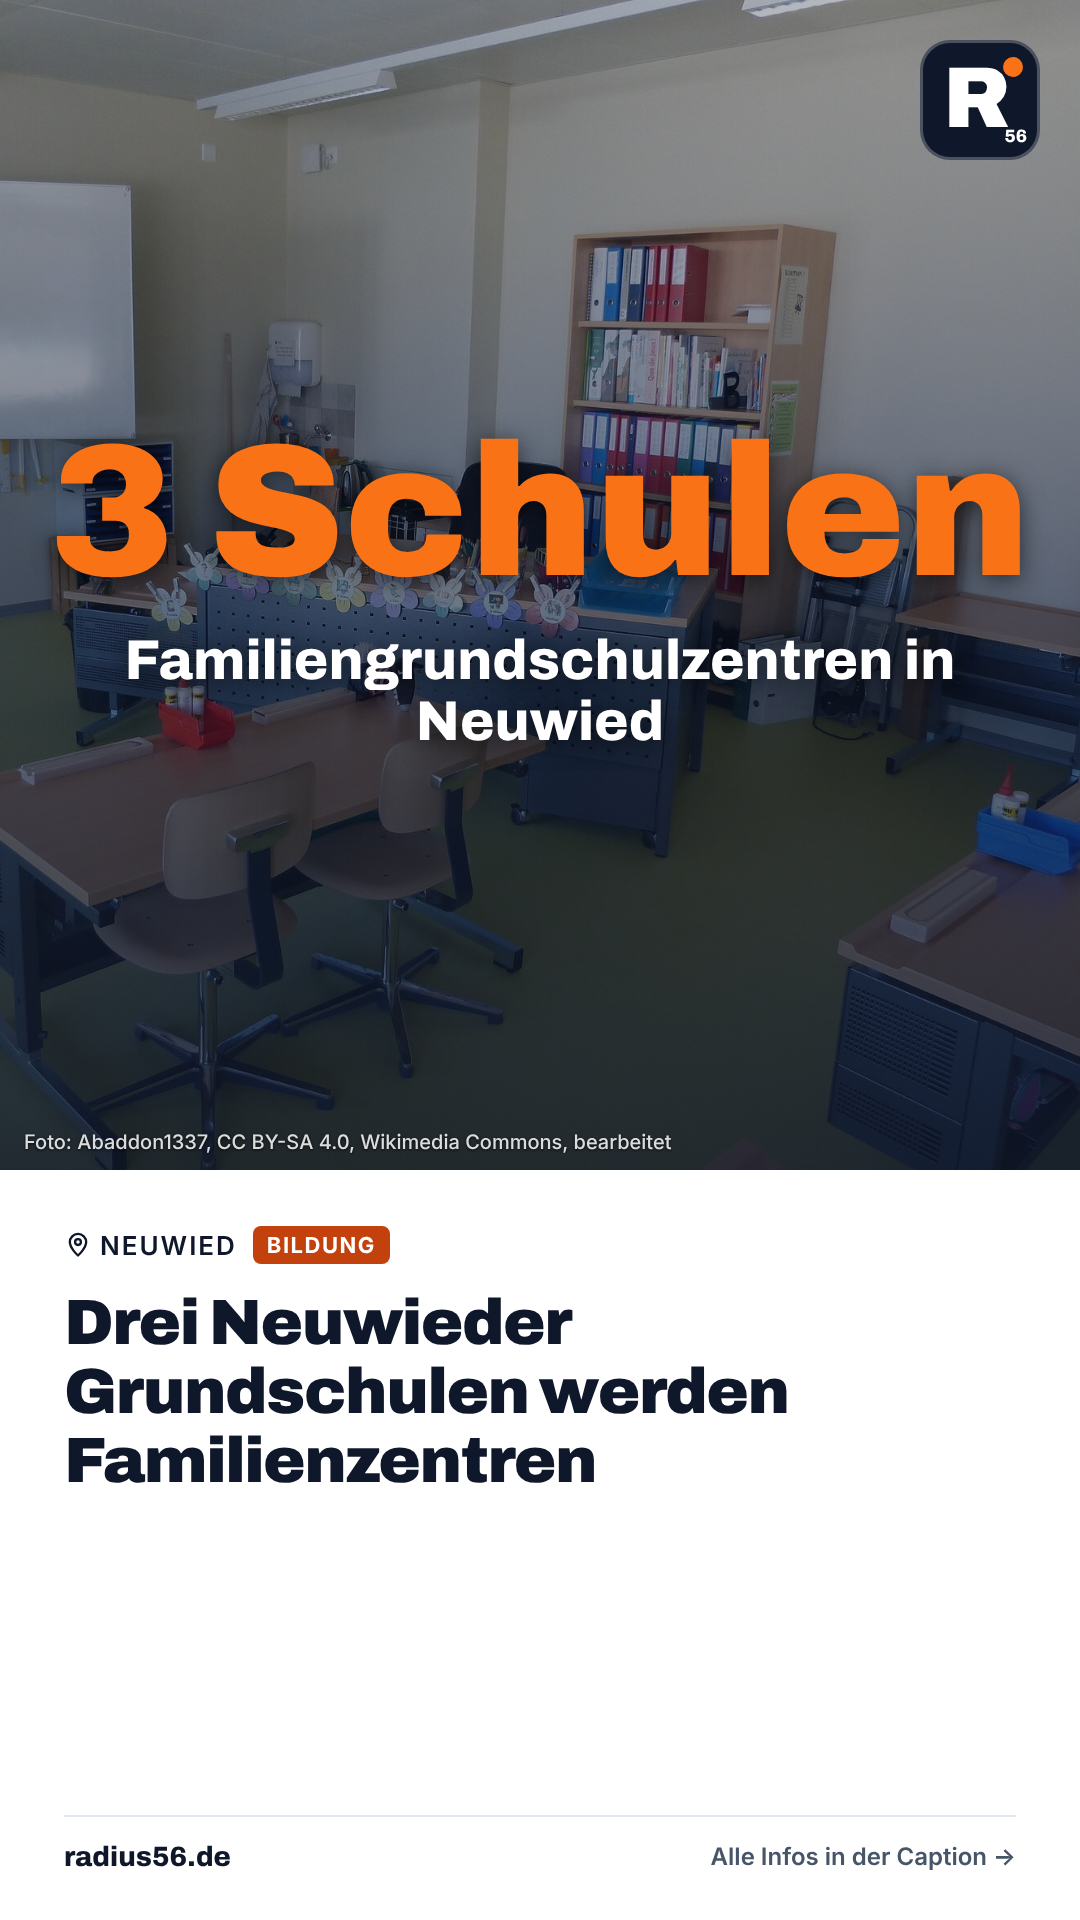 R
56
3 Schulen
Familiengrundschulzentren in
Neuwied
Foto: Abaddon1337, CC BY-SA 4.0, Wikimedia Commons, bearbeitet
NEUWIED BILDUNG
Drei Neuwieder
Grundschulen werden
Familienzentren
radius56.de
Alle Infos in der Caption →